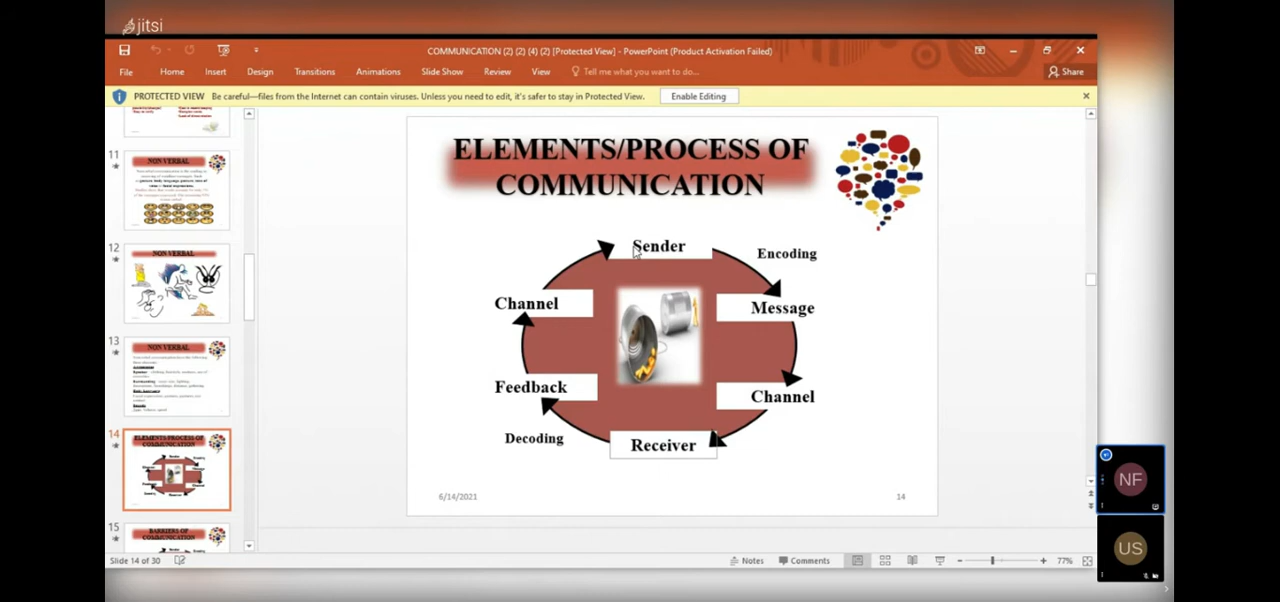 jitsi
COMMUNICATION (2) (2) (4) (2) [Protected View] - PowerPoint (Product Activation Failed)
File Home Insert Design Transitions Animations Slide Show Review View Tell me what you want to do... Share
PROTECTED VIEW Be careful—files from the Internet can contain viruses. Unless you need to edit, it's safer to stay in Protected View. Enable Editing
11
NON VERBAL
12
NON VERBAL
13
NON VERBAL
14
ELEMENTS/PROCESS OF
COMMUNICATION
15
BARRIERS OF
COMMUNICATION
ELEMENTS/PROCESS OF
COMMUNICATION
Sender
Encoding
Channel
Message
Feedback
Channel
Decoding
Receiver
6/14/2021
14
NF
US
Slide 14 of 30
Notes Comments 77%